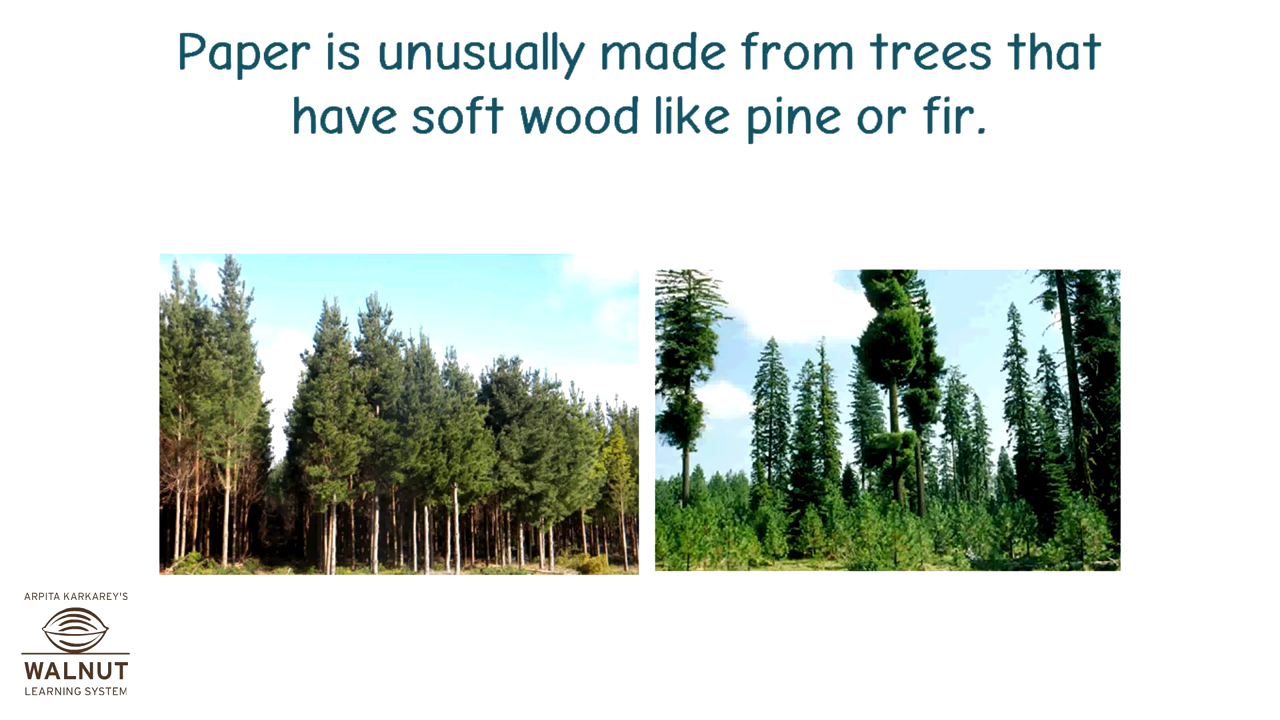 Paper is unusually made from trees that
have soft wood like pine or fir.
ARPITA KARKAREY'S
WALNUT
LEARNING SYSTEM